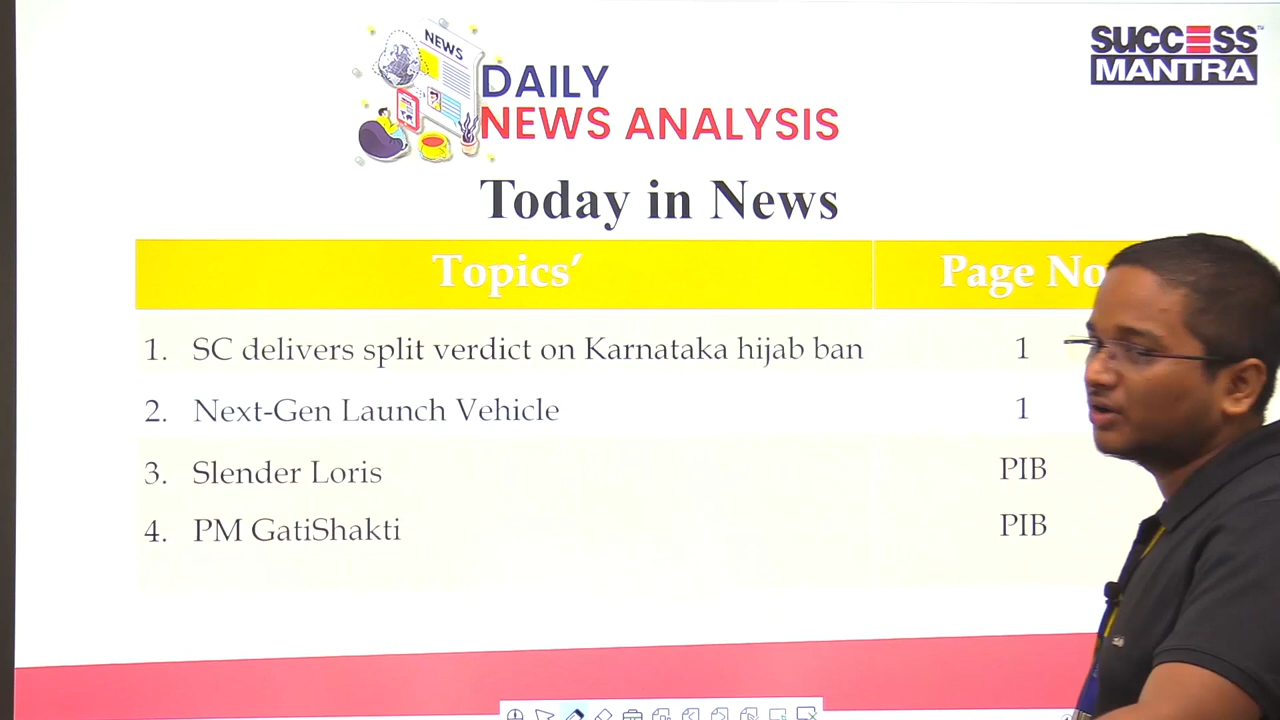 NEWS
DAILY
NEWS ANALYSIS
SUCCESS
MANTRA
Today in News
Topics’ Page No
1. SC delivers split verdict on Karnataka hijab ban 1
2. Next-Gen Launch Vehicle 1
3. Slender Loris PIB
4. PM GatiShakti PIB